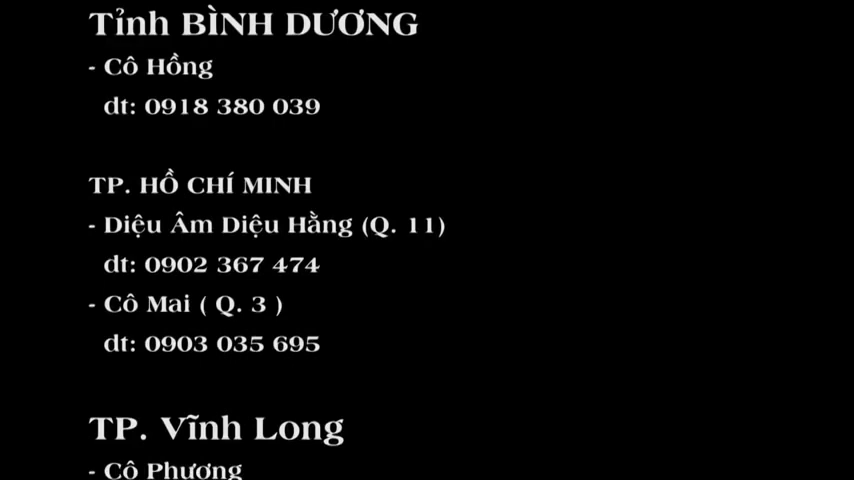 Tỉnh BÌNH DƯƠNG
- Cô Hồng
dt: 0918 380 039
TP. HỒ CHÍ MINH
- Diệu Âm Diệu Hằng (Q. 11)
dt: 0902 367 474
- Cô Mai ( Q. 3 )
dt: 0903 035 695
TP. Vĩnh Long
- Cô Phương